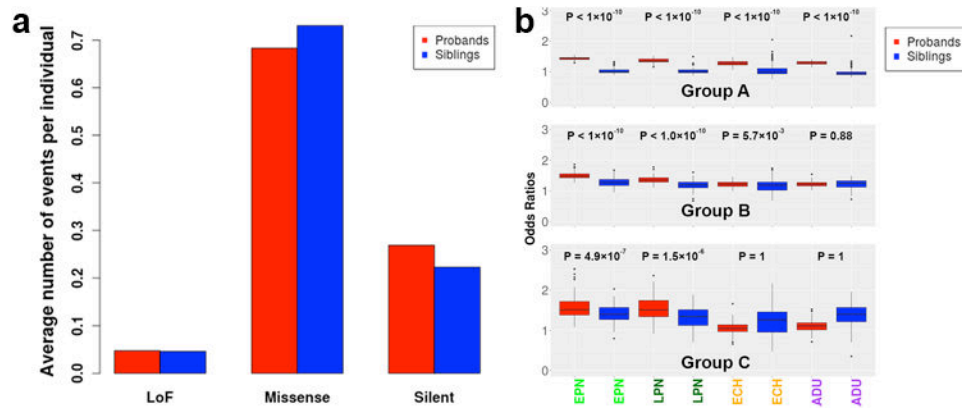 a
Average number of events per individual
0.7
0.6
0.5
0.4
0.3
0.2
0.1
0.0
Probands
Siblings
LoF Missense Silent
b
Odds Ratios
P < 1×10⁻¹⁰ P < 1×10⁻¹⁰ P < 1×10⁻¹⁰ P < 1×10⁻¹⁰
3
2
1
0
Group A
Probands
Siblings
P < 1×10⁻¹⁰ P < 1.0×10⁻¹⁰ P = 5.7×10⁻³ P = 0.88
3
2
1
0
Group B
P = 4.9×10⁻⁷ P = 1.5×10⁻⁶ P = 1 P = 1
3
2
1
0
Group C
EPN EPN LPN LPN ECH ECH ADU ADU